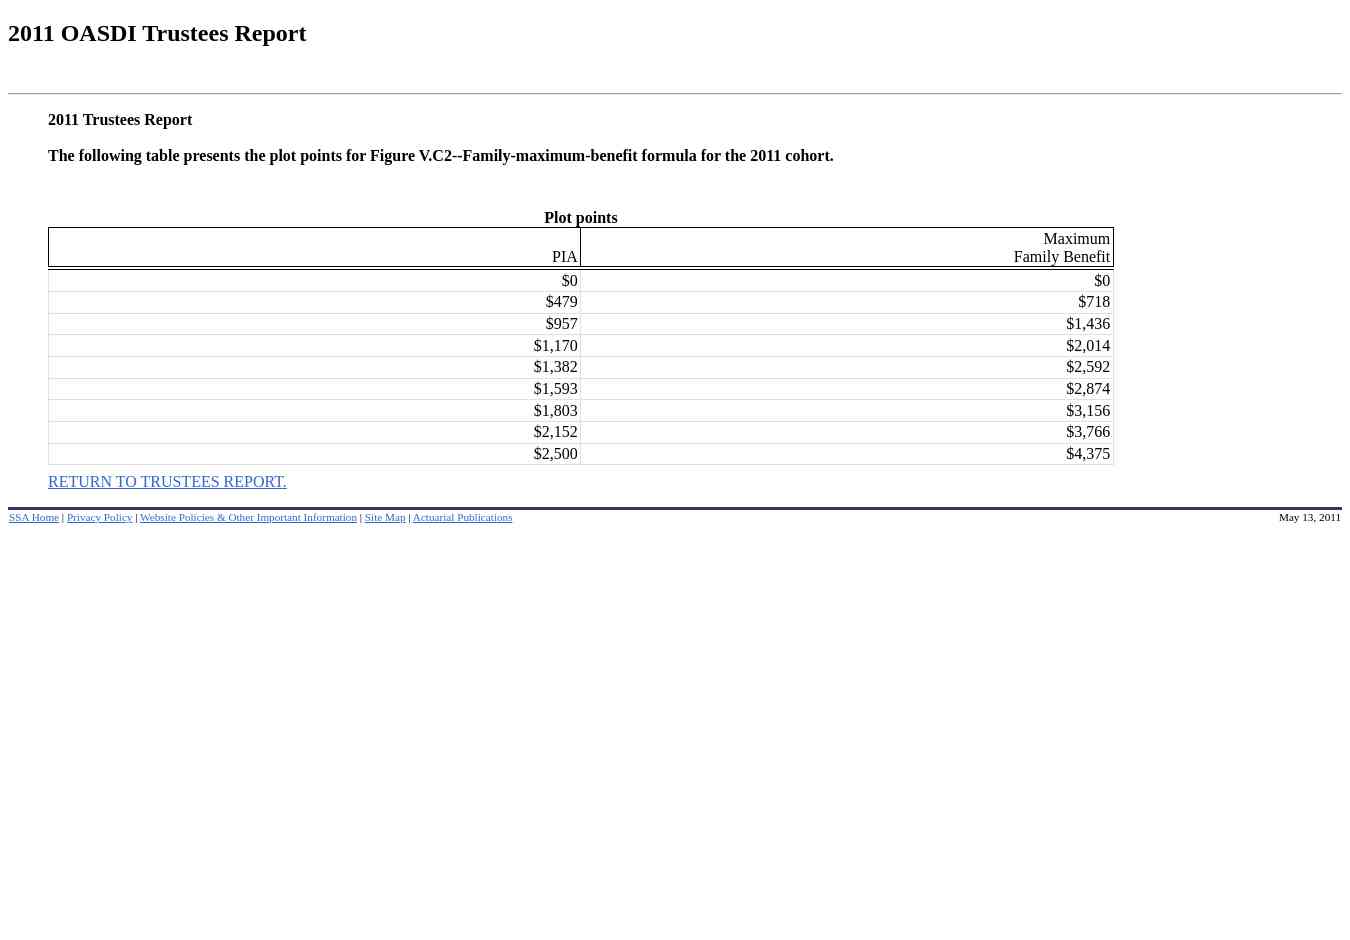 2011 OASDI Trustees Report
2011 Trustees Report
The following table presents the plot points for Figure V.C2--Family-maximum-benefit formula for the 2011 cohort.
Plot points
PIA Maximum
Family Benefit
$0 $0
$479 $718
$957 $1,436
$1,170 $2,014
$1,382 $2,592
$1,593 $2,874
$1,803 $3,156
$2,152 $3,766
$2,500 $4,375
RETURN TO TRUSTEES REPORT.
SSA Home | Privacy Policy | Website Policies & Other Important Information | Site Map | Actuarial Publications May 13, 2011